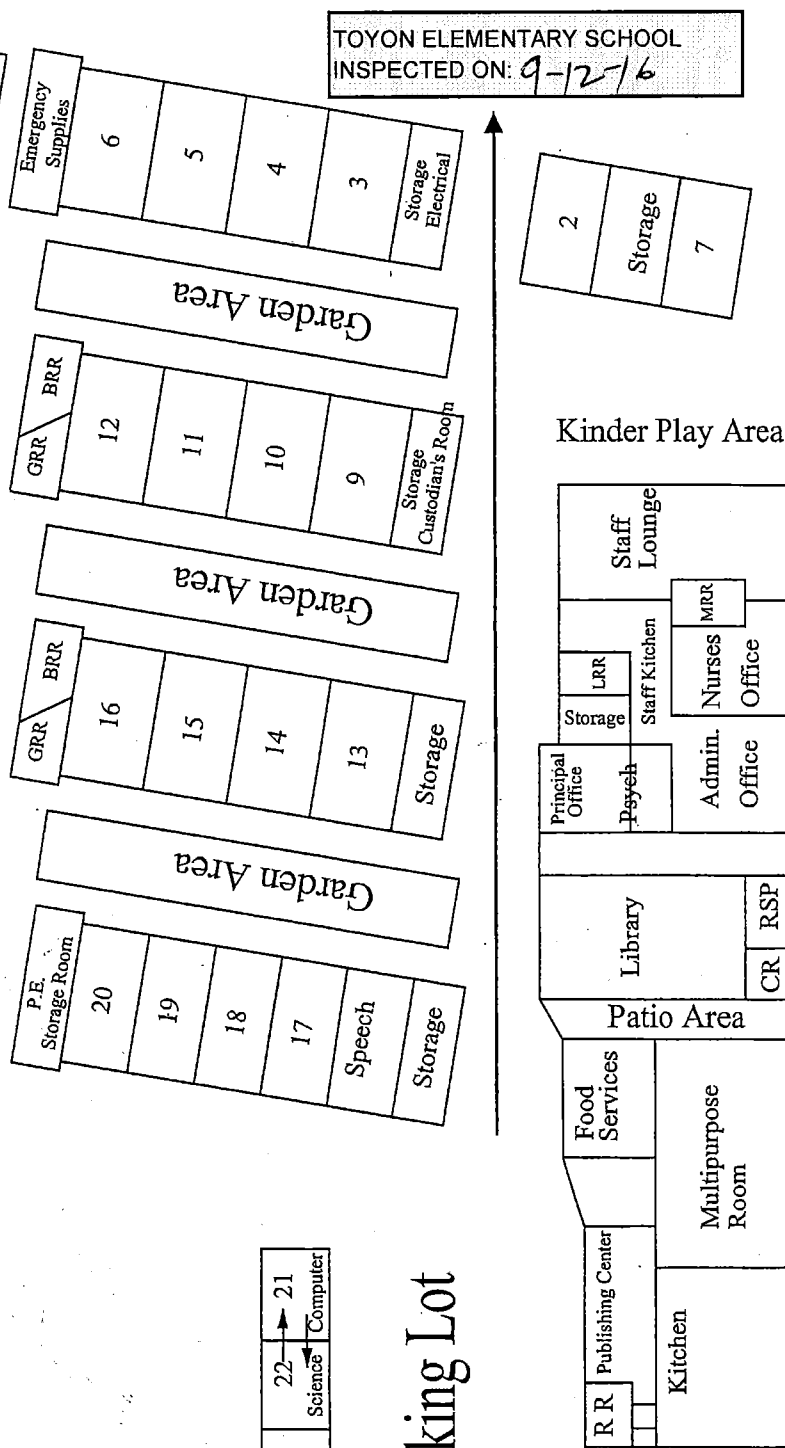 TOYON ELEMENTARY SCHOOL
INSPECTED ON: 9-12-16
Emergency
Supplies
6
5
4
3
Storage
Electrical
Garden Area
GRR
BRR
12
11
10
9
Storage
Custodian's Room
Garden Area
GRR
BRR
16
15
14
13
Storage
Garden Area
P.E.
Storage Room
20
19
18
17
Speech
Storage
2
Storage
7
Kinder Play Area
Staff
Lounge
MRR
LRR
Storage
Staff Kitchen
Nurses
Office
Principal
Office
Psych
Admin.
Office
Library
CR
RSP
Patio Area
Food
Services
Multipurpose
Room
Publishing Center
R R
Kitchen
22
21
Science
Computer
king Lot